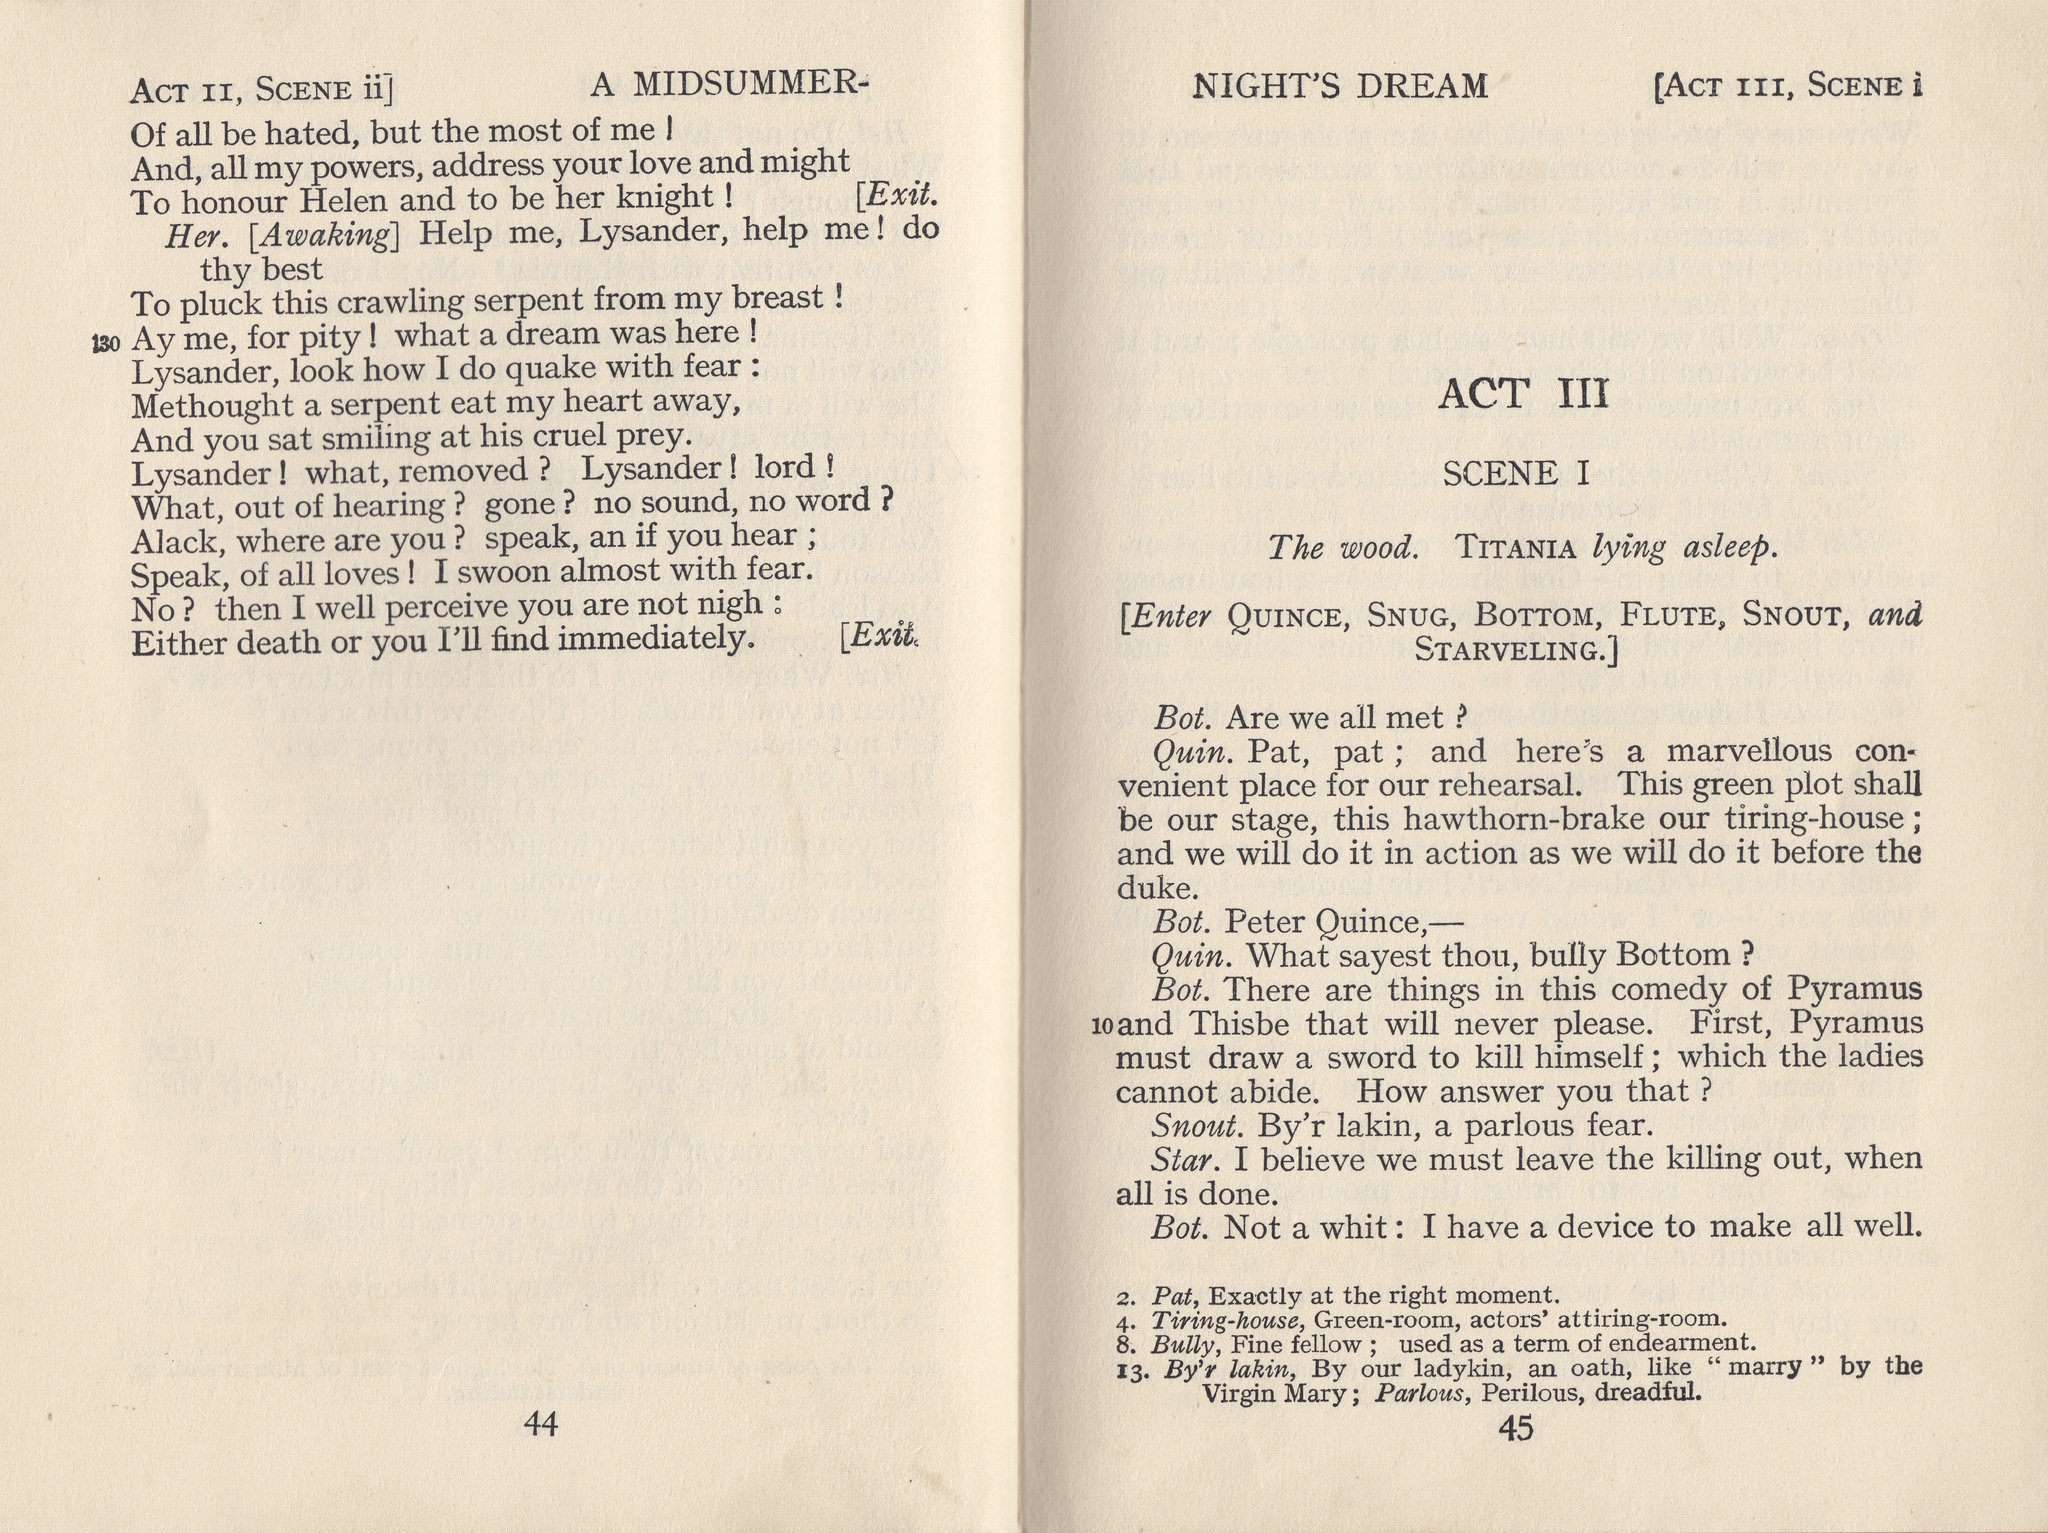 ACT II, SCENE ii] A MIDSUMMER-
Of all be hated, but the most of me !
And, all my powers, address your love and might
To honour Helen and to be her knight ! [Exit.
Her. [Awaking] Help me, Lysander, help me ! do
thy best
To pluck this crawling serpent from my breast !
130 Ay me, for pity ! what a dream was here !
Lysander, look how I do quake with fear :
Methought a serpent eat my heart away,
And you sat smiling at his cruel prey.
Lysander ! what, removed ? Lysander ! lord !
What, out of hearing ? gone ? no sound, no word ?
Alack, where are you ? speak, an if you hear ;
Speak, of all loves ! I swoon almost with fear.
No ? then I well perceive you are not nigh :
Either death or you I'll find immediately. [Exit.
44
NIGHT'S DREAM [ACT III, SCENE i
ACT III
SCENE I
The wood. TITANIA lying asleep.
[Enter QUINCE, SNUG, BOTTOM, FLUTE, SNOUT, and
STARVELING.]
Bot. Are we all met ?
Quin. Pat, pat ; and here's a marvellous con-
venient place for our rehearsal. This green plot shall
be our stage, this hawthorn-brake our tiring-house ;
and we will do it in action as we will do it before the
duke.
Bot. Peter Quince,—
Quin. What sayest thou, bully Bottom ?
Bot. There are things in this comedy of Pyramus
10 and Thisbe that will never please. First, Pyramus
must draw a sword to kill himself ; which the ladies
cannot abide. How answer you that ?
Snout. By'r lakin, a parlous fear.
Star. I believe we must leave the killing out, when
all is done.
Bot. Not a whit : I have a device to make all well.
2. Pat, Exactly at the right moment.
4. Tiring-house, Green-room, actors' attiring-room.
8. Bully, Fine fellow ; used as a term of endearment.
13. By'r lakin, By our ladykin, an oath, like " marry " by the
Virgin Mary ; Parlous, Perilous, dreadful.
45